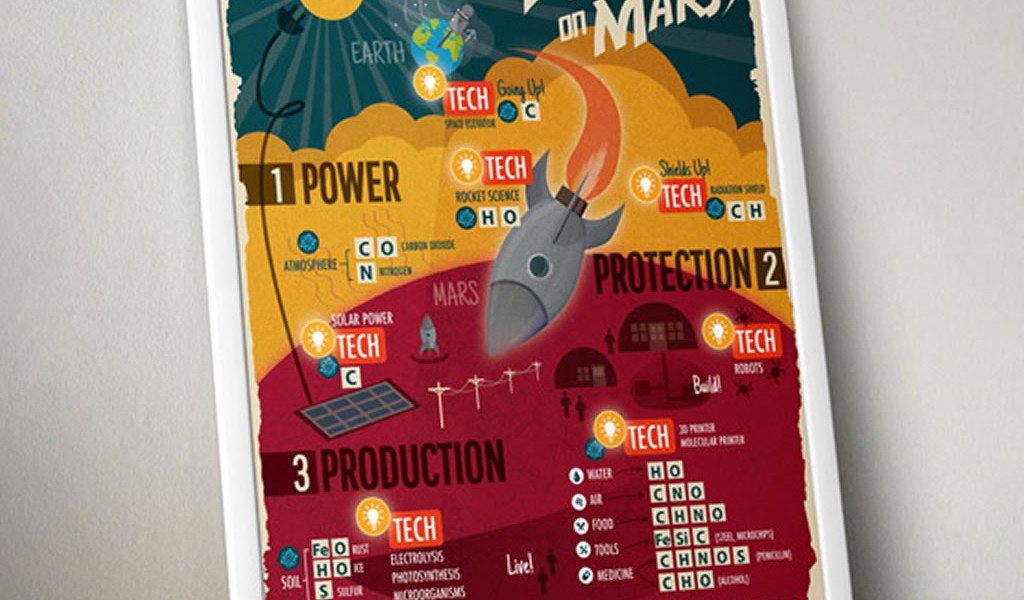 ON MARS
EARTH
TECH
Going Up!
C
SPACE ELEVATOR
1 POWER
TECH
ROCKET SCIENCE
H O
Shields Up!
TECH
RADIATION SHIELD
C H
ATMOSPHERE
C O CARBON DIOXIDE
N NITROGEN
PROTECTION 2
MARS
SOLAR POWER
TECH
C
TECH
ROBOTS
Build!
TECH
3D PRINTER
MOLECULAR PRINTER
3 PRODUCTION
WATER H O
AIR C N O
FOOD C H N O
TOOLS Fe Si C (STEEL, MICROCHIPS)
MEDICINE C H N O S (PENICILLIN)
C H O (ALCOHOL)
TECH
ELECTROLYSIS
PHOTOSYNTHESIS
MICROORGANISMS
SOIL
Fe O RUST
H O ICE
S SULFUR
Live!